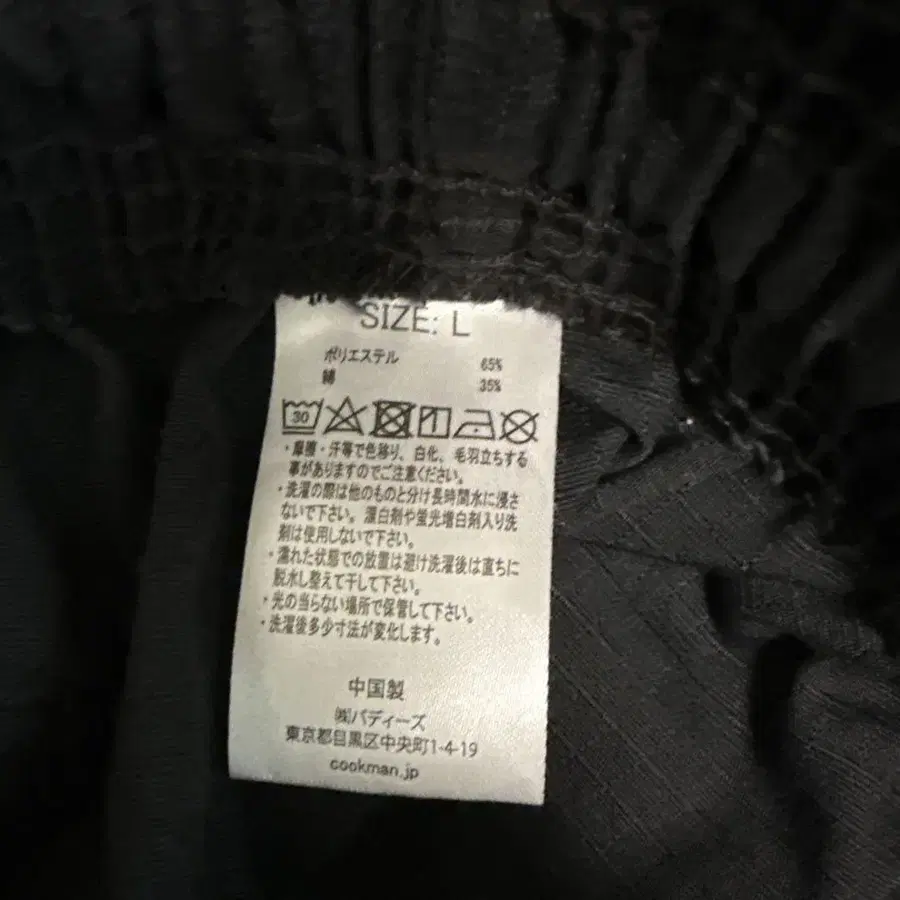 SIZE: L
ポリエステル 65%
綿 35%
30
・摩擦・汗等で色移り、白化、毛羽立ちする
事がありますのでご注意ください。
・洗濯の際は他のものと分け長時間水に浸さ
ないで下さい。漂白剤や蛍光増白剤入り洗
剤は使用しないで下さい。
・濡れた状態での放置は避け洗濯後は直ちに
脱水し整えて干して下さい。
・光の当らない場所で保管して下さい。
・洗濯後多少寸法が変化します。
中国製
㈱バディーズ
東京都目黒区中央町1-4-19
cookman.jp